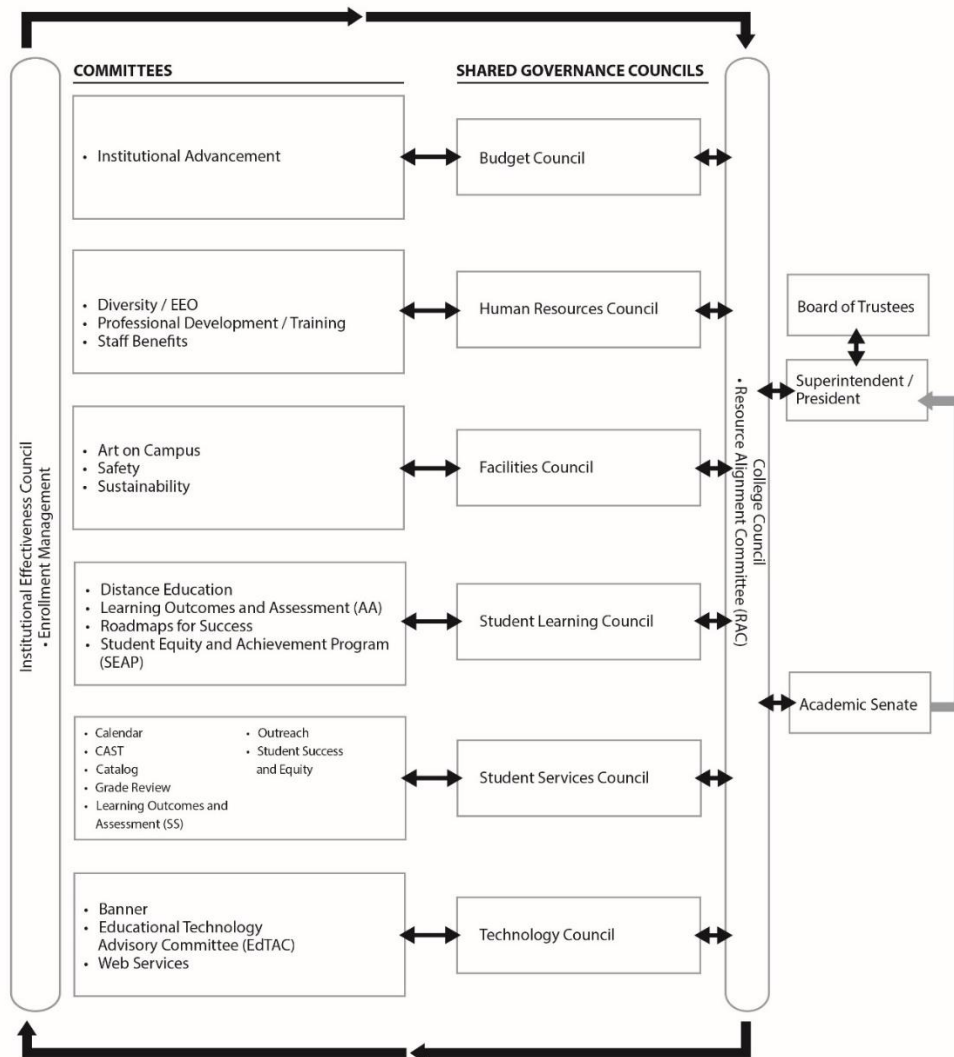 COMMITTEES
SHARED GOVERNANCE COUNCILS
Institutional Effectiveness Council
• Enrollment Management
• Institutional Advancement
Budget Council
• Diversity / EEO
• Professional Development / Training
• Staff Benefits
Human Resources Council
• Art on Campus
• Safety
• Sustainability
Facilities Council
• Distance Education
• Learning Outcomes and Assessment (AA)
• Roadmaps for Success
• Student Equity and Achievement Program
(SEAP)
Student Learning Council
• Calendar
• CAST
• Catalog
• Grade Review
• Learning Outcomes and
Assessment (SS)
• Outreach
• Student Success
and Equity
Student Services Council
• Banner
• Educational Technology
Advisory Committee (EdTAC)
• Web Services
Technology Council
College Council
• Resource Alignment Committee (RAC)
Board of Trustees
Superintendent /
President
Academic Senate